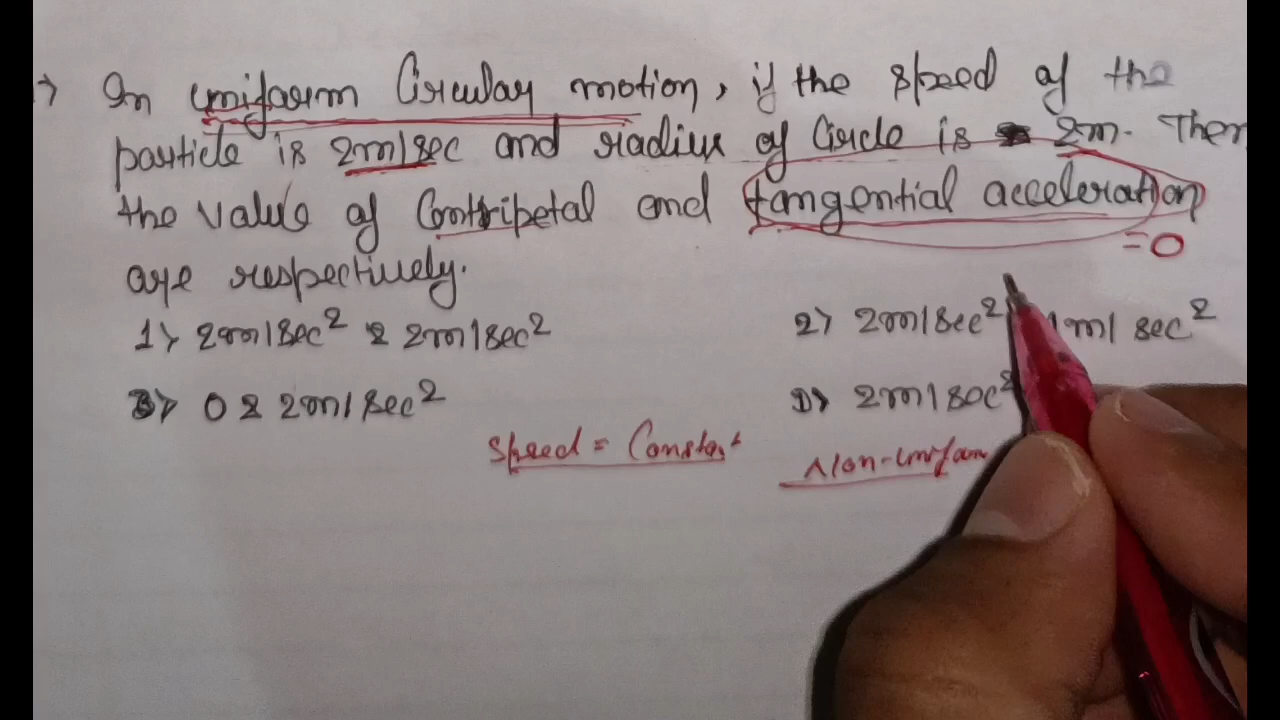 In uniform Circular motion, if the speed of the
particle is 2m/sec and radius of Circle is 2m. Then
the value of Centripetal and tangential acceleration
= 0
are respectively.
1> 2m/sec² & 2m/sec²
2> 2m/sec² 1m/sec²
3> 0 & 2m/sec²
2m/sec²
Speed = Constant
Non-uniform